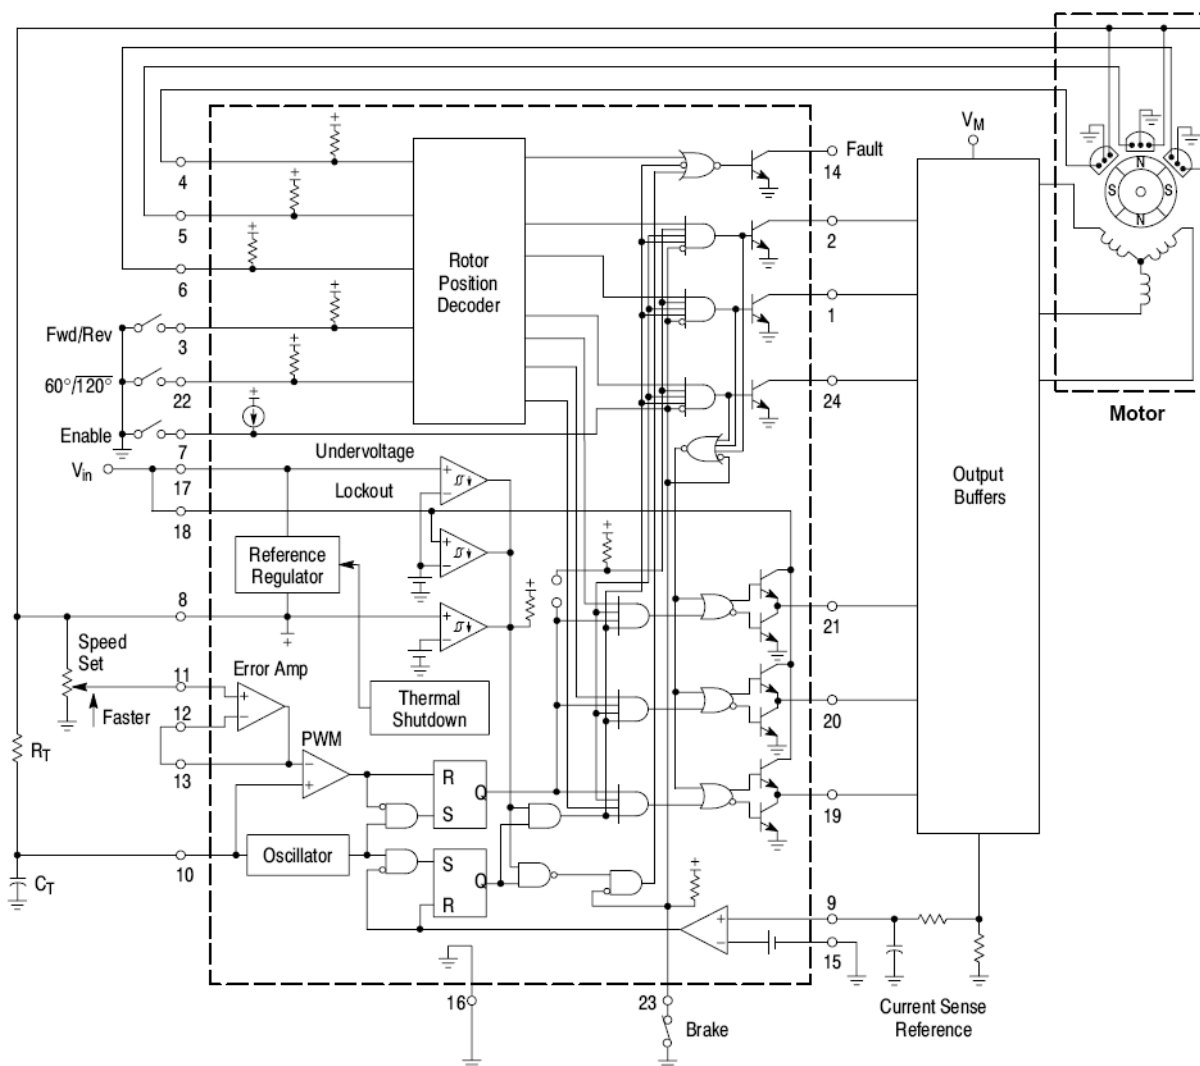 V_M
N
S
S
N
Motor
4
5
6
Fwd/Rev
3
60°/120°
22
Enable
7
V_in
17
18
8
Speed
Set
11
12
Faster
13
R_T
10
C_T
Rotor
Position
Decoder
Undervoltage
Lockout
Reference
Regulator
Thermal
Shutdown
Error Amp
PWM
Oscillator
R
Q
S
S
Q
R
Fault
14
2
1
24
21
20
19
Output
Buffers
9
15
Current Sense
Reference
16
23
Brake